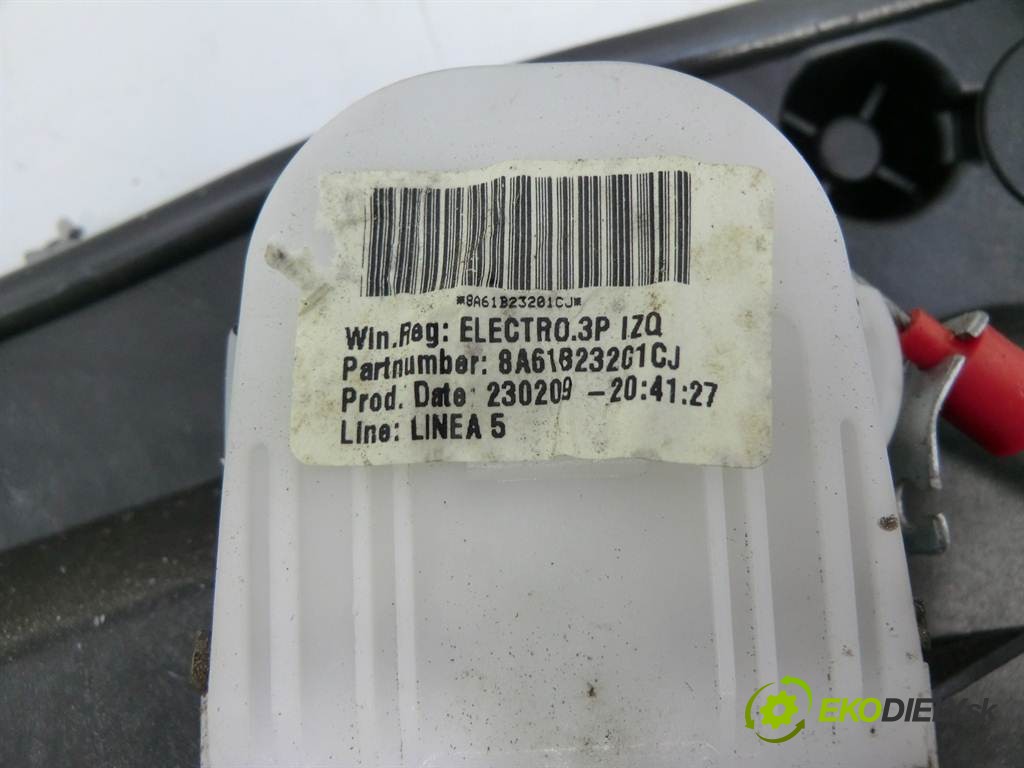 *8A61B23201CJ*
Win.Reg: ELECTRO.3P IZQ
Partnumber: 8A61B23201CJ
Prod. Date: 230209 -20:41:27
Line: LINEA 5
EKODIELY.sk